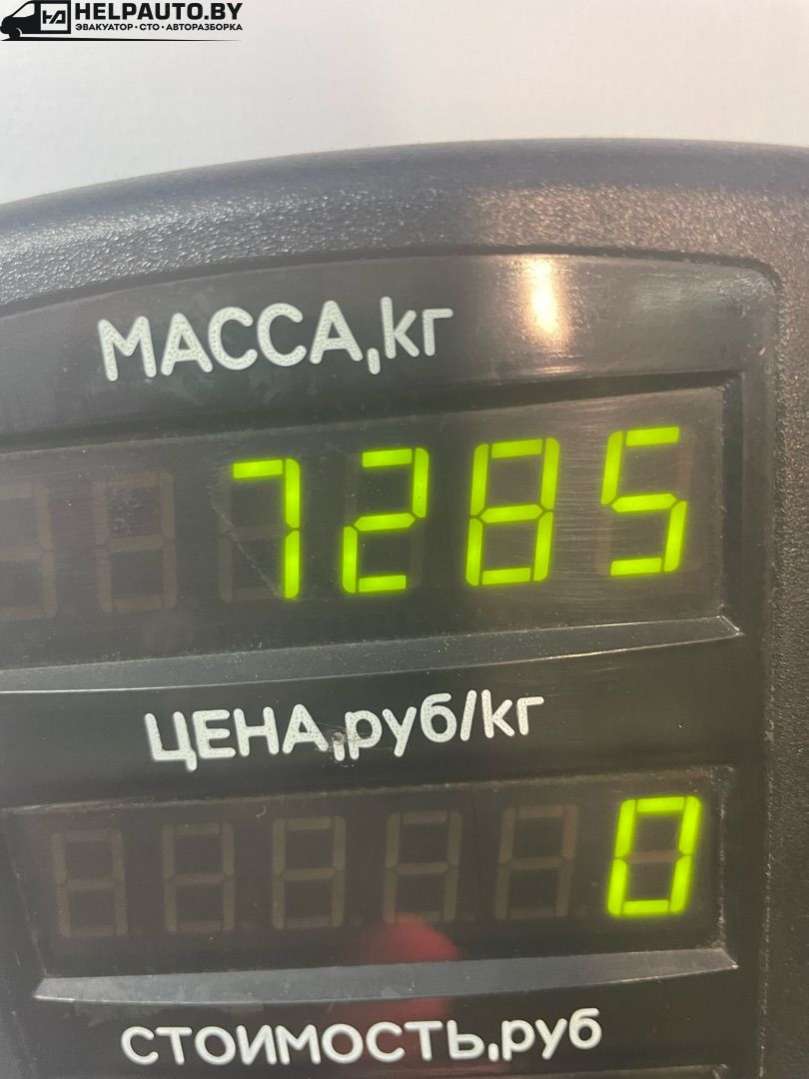 HELPAUTO.BY
ЭВАКУАТОР • СТО • АВТОРАЗБОРКА
МАССА,кг
7285
ЦЕНА,руб/кг
0
СТОИМОСТЬ,руб